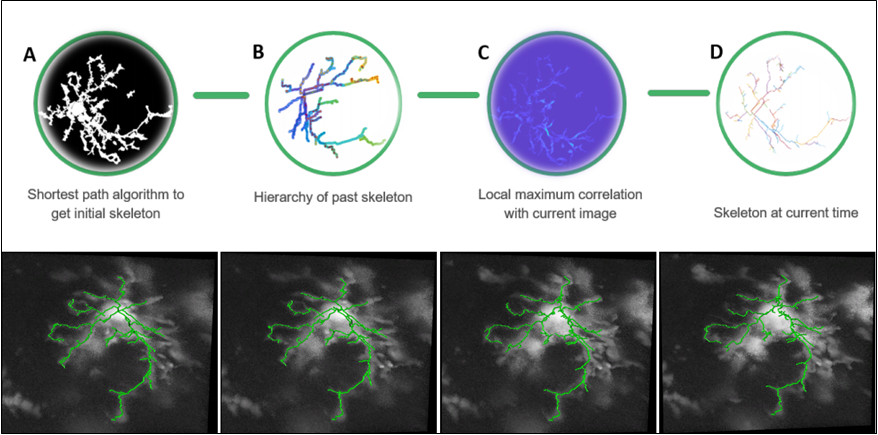 A
B
C
D
Shortest path algorithm to
get initial skeleton
Hierarchy of past skeleton
Local maximum correlation
with current image
Skeleton at current time